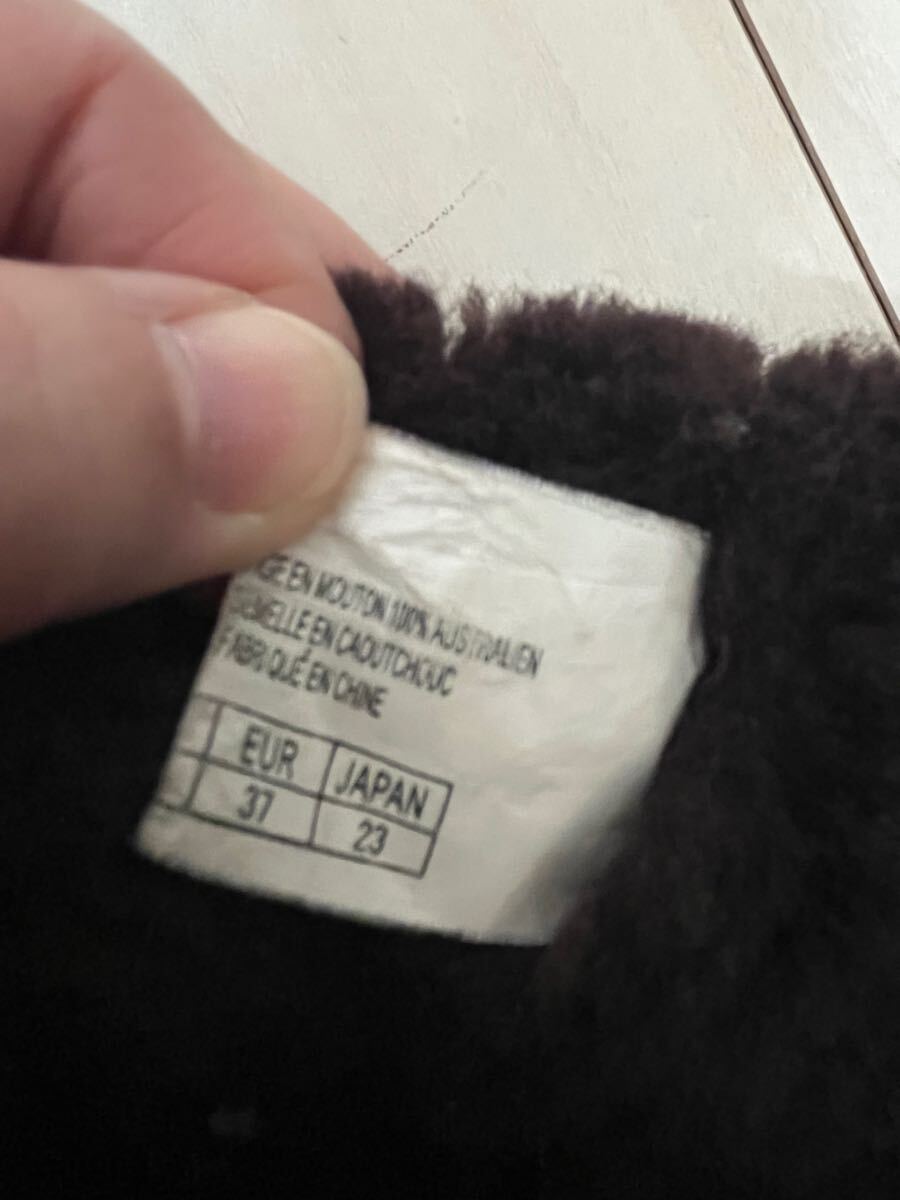 EN MOUTON 100% AUSTRALIEN
SEMELLE EN CAOUTCHOUC
FABRIQUÉ EN CHINE
EUR JAPAN
37 23